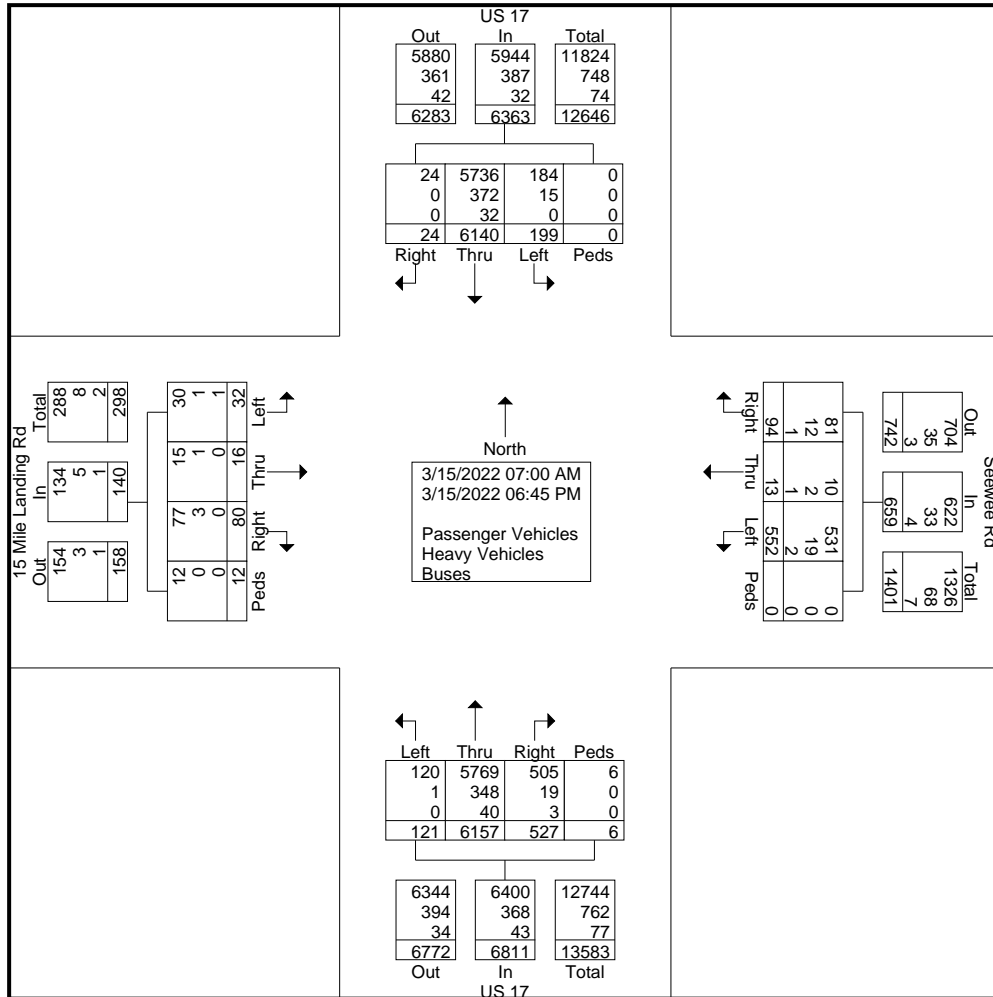 US 17
Out In Total
5880 5944 11824
361 387 748
42 32 74
6283 6363 12646
24 5736 184 0
0 372 15 0
0 32 0 0
24 6140 199 0
Right Thru Left Peds
15 Mile Landing Rd
Total In Out
288 134 154
8 5 3
2 1 1
298 140 158
30 15 77 12
1 1 3 0
1 0 0 0
32 16 80 12
Left Thru Right Peds
North
3/15/2022 07:00 AM
3/15/2022 06:45 PM
Passenger Vehicles
Heavy Vehicles
Buses
Right Thru Left Peds
81 10 531 0
12 2 19 0
1 1 2 0
94 13 552 0
Seewee Rd
Out In Total
704 622 1326
35 33 68
3 4 7
742 659 1401
Left Thru Right Peds
120 5769 505 6
1 348 19 0
0 40 3 0
121 6157 527 6
6344 6400 12744
394 368 762
34 43 77
6772 6811 13583
Out In Total
US 17